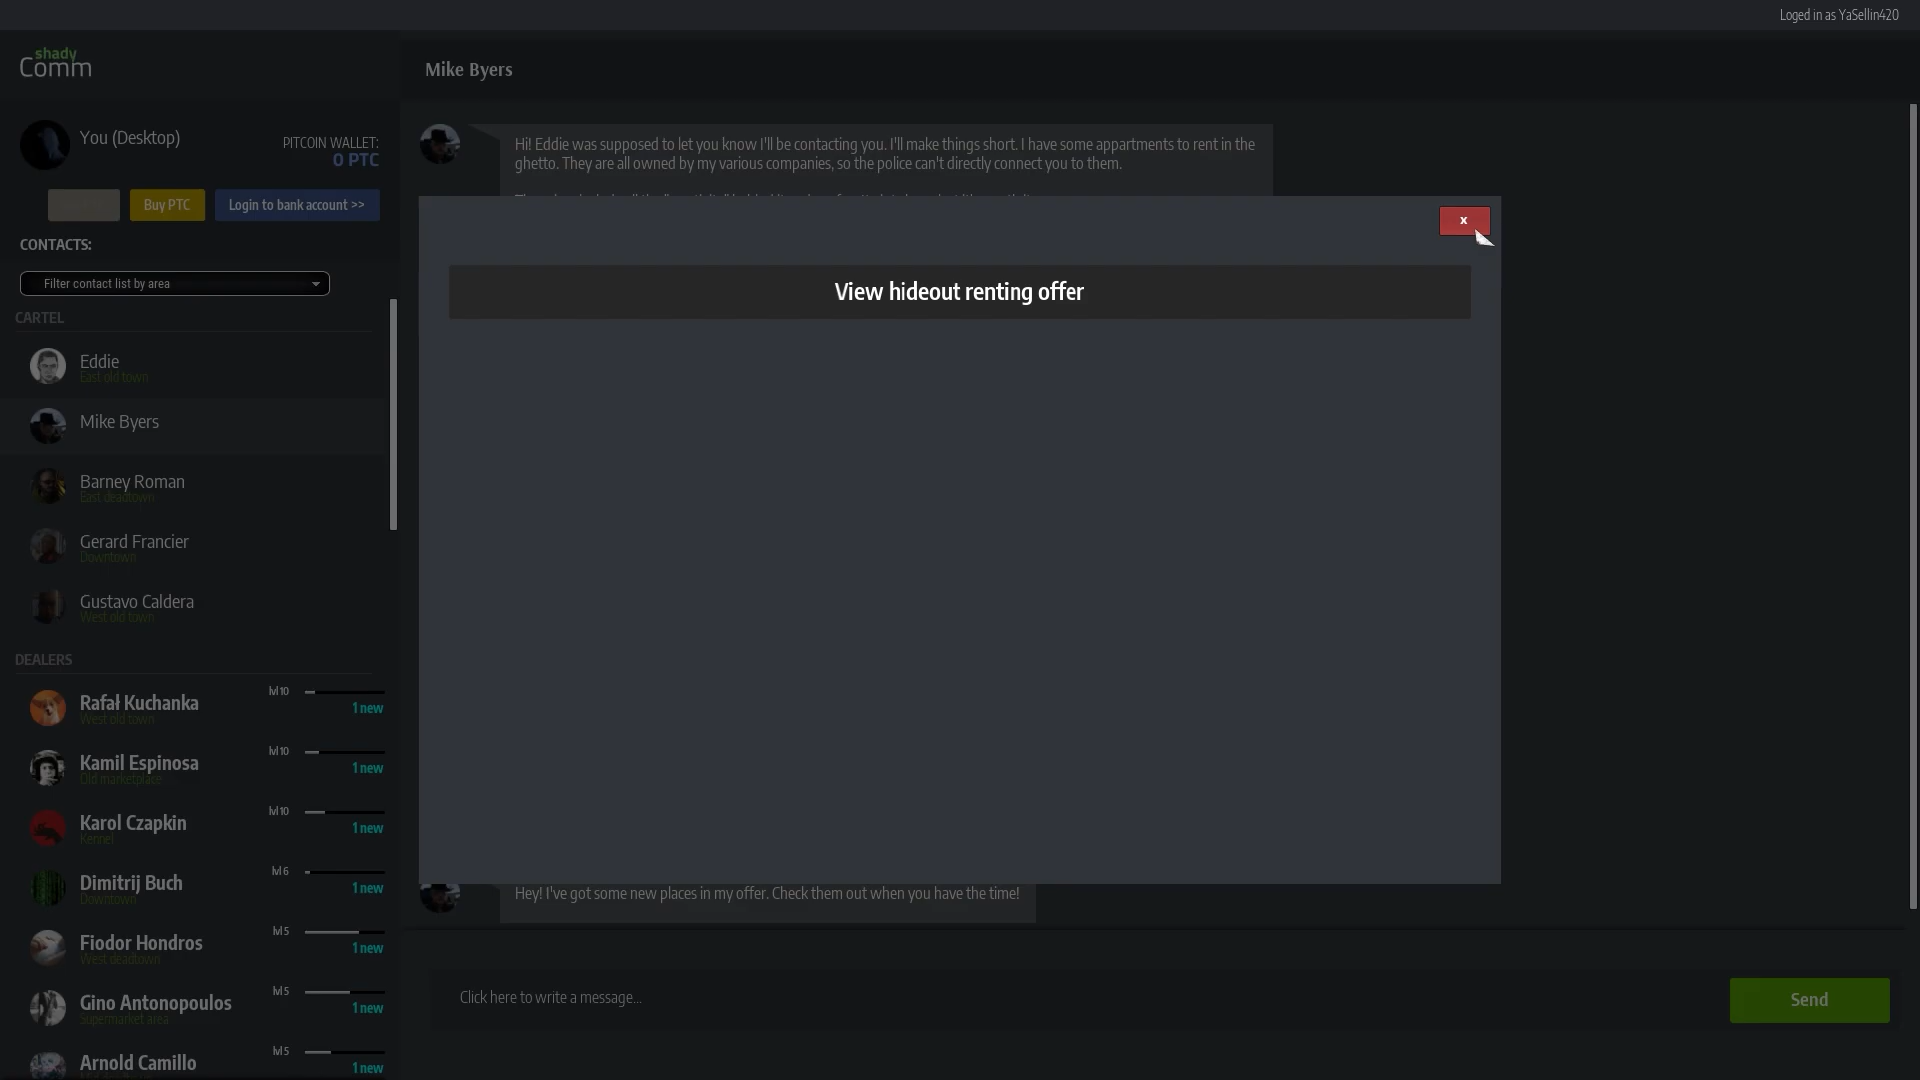 Loged in as YaSellin420
shady
Comm
Mike Byers
You (Desktop)
PITCOIN WALLET:
0 PTC
Buy PTC
Login to bank account >>
CONTACTS:
Filter contact list by area
CARTEL
Eddie
East old town
Mike Byers
Barney Roman
East deadtown
Gerard Francier
Downtown
Gustavo Caldera
West old town
DEALERS
Rafał Kuchanka
West old town
lvl 10
1 new
Kamil Espinosa
Old marketplace
lvl 10
1 new
Karol Czapkin
Kennel
lvl 10
1 new
Dimitrij Buch
Downtown
lvl 6
1 new
Fiodor Hondros
West deadtown
lvl 5
1 new
Gino Antonopoulos
Supermarket area
lvl 5
1 new
Arnold Camillo
lvl 5
1 new
Hi! Eddie was supposed to let you know I'll be contacting you. I'll make things short. I have some appartments to rent in the
ghetto. They are all owned by my various companies, so the police can't directly connect you to them.
x
View hideout renting offer
Hey! I've got some new places in my offer. Check them out when you have the time!
Click here to write a message...
Send